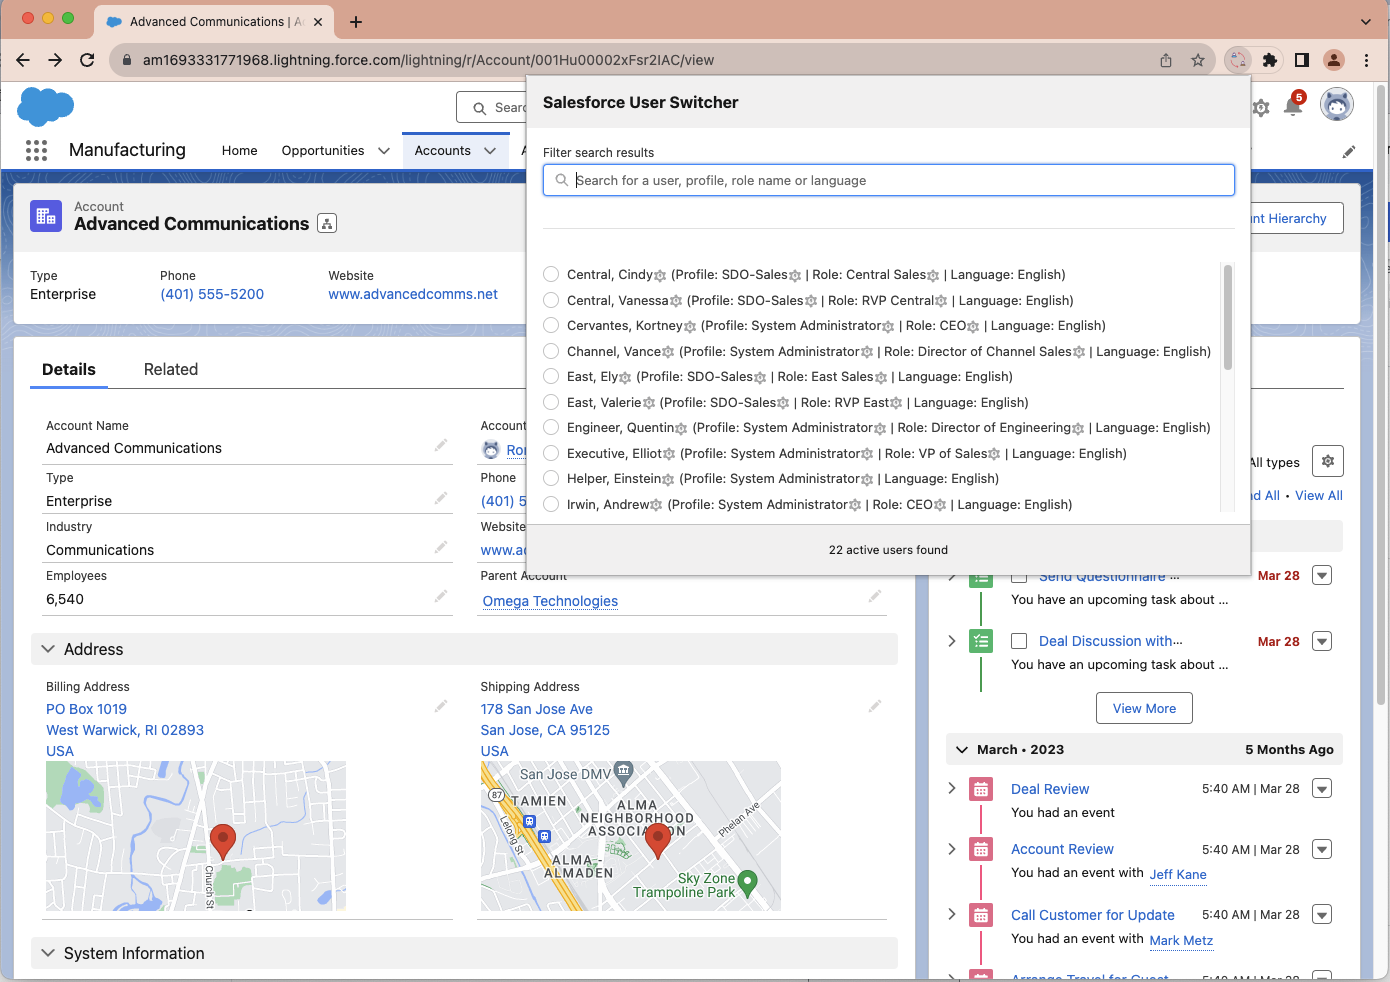 Advanced Communications | A
am1693331771968.lightning.force.com/lightning/r/Account/001Hu00002xFsr2IAC/view
Salesforce User Switcher
5
Manufacturing
Home
Opportunities
Accounts
Filter search results
Search for a user, profile, role name or language
Account
Advanced Communications
Type
Enterprise
Phone
(401) 555-5200
Website
www.advancedcomms.net
Hierarchy
Central, Cindy (Profile: SDO-Sales | Role: Central Sales | Language: English)
Central, Vanessa (Profile: SDO-Sales | Role: RVP Central | Language: English)
Cervantes, Kortney (Profile: System Administrator | Role: CEO | Language: English)
Channel, Vance (Profile: System Administrator | Role: Director of Channel Sales | Language: English)
East, Ely (Profile: SDO-Sales | Role: East Sales | Language: English)
East, Valerie (Profile: SDO-Sales | Role: RVP East | Language: English)
Engineer, Quentin (Profile: System Administrator | Role: Director of Engineering | Language: English)
Executive, Elliot (Profile: System Administrator | Role: VP of Sales | Language: English)
Helper, Einstein (Profile: System Administrator | Language: English)
Irwin, Andrew (Profile: System Administrator | Role: CEO | Language: English)
22 active users found
Details
Related
Account Name
Advanced Communications
Type
Enterprise
Industry
Communications
Employees
6,540
Account
Phone
(401) 5
Website
www.a
Parent Account
Omega Technologies
All types
All • View All
Send Questionnaire ...
Mar 28
You have an upcoming task about ...
Deal Discussion with...
Mar 28
You have an upcoming task about ...
View More
Address
Billing Address
PO Box 1019
West Warwick, RI 02893
USA
Church St
Shipping Address
178 San Jose Ave
San Jose, CA 95125
USA
San Jose DMV
87
TAMIEN
ALMA
NEIGHBORHOOD
ASSOCIATION
Lelong St
Phelan Ave
ALMA -
ALMADEN
Sky Zone
Trampoline Park
System Information
March • 2023
5 Months Ago
Deal Review
5:40 AM | Mar 28
You had an event
Account Review
5:40 AM | Mar 28
You had an event with Jeff Kane
Call Customer for Update
5:40 AM | Mar 28
You had an event with Mark Metz
Arrange Travel for Guest
5:40 AM | Mar 28